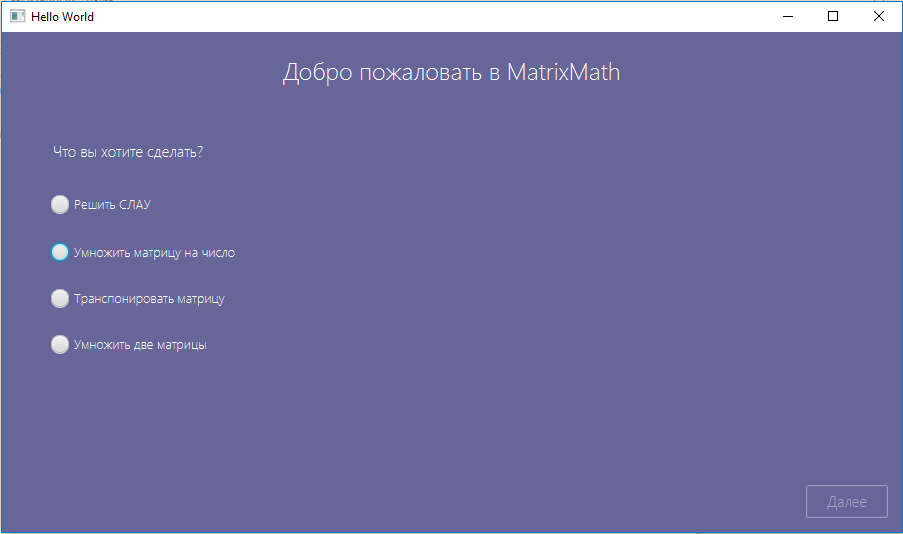 Hello World
Добро пожаловать в MatrixMath
Что вы хотите сделать?
Решить СЛАУ
Умножить матрицу на число
Транспонировать матрицу
Умножить две матрицы
Далее